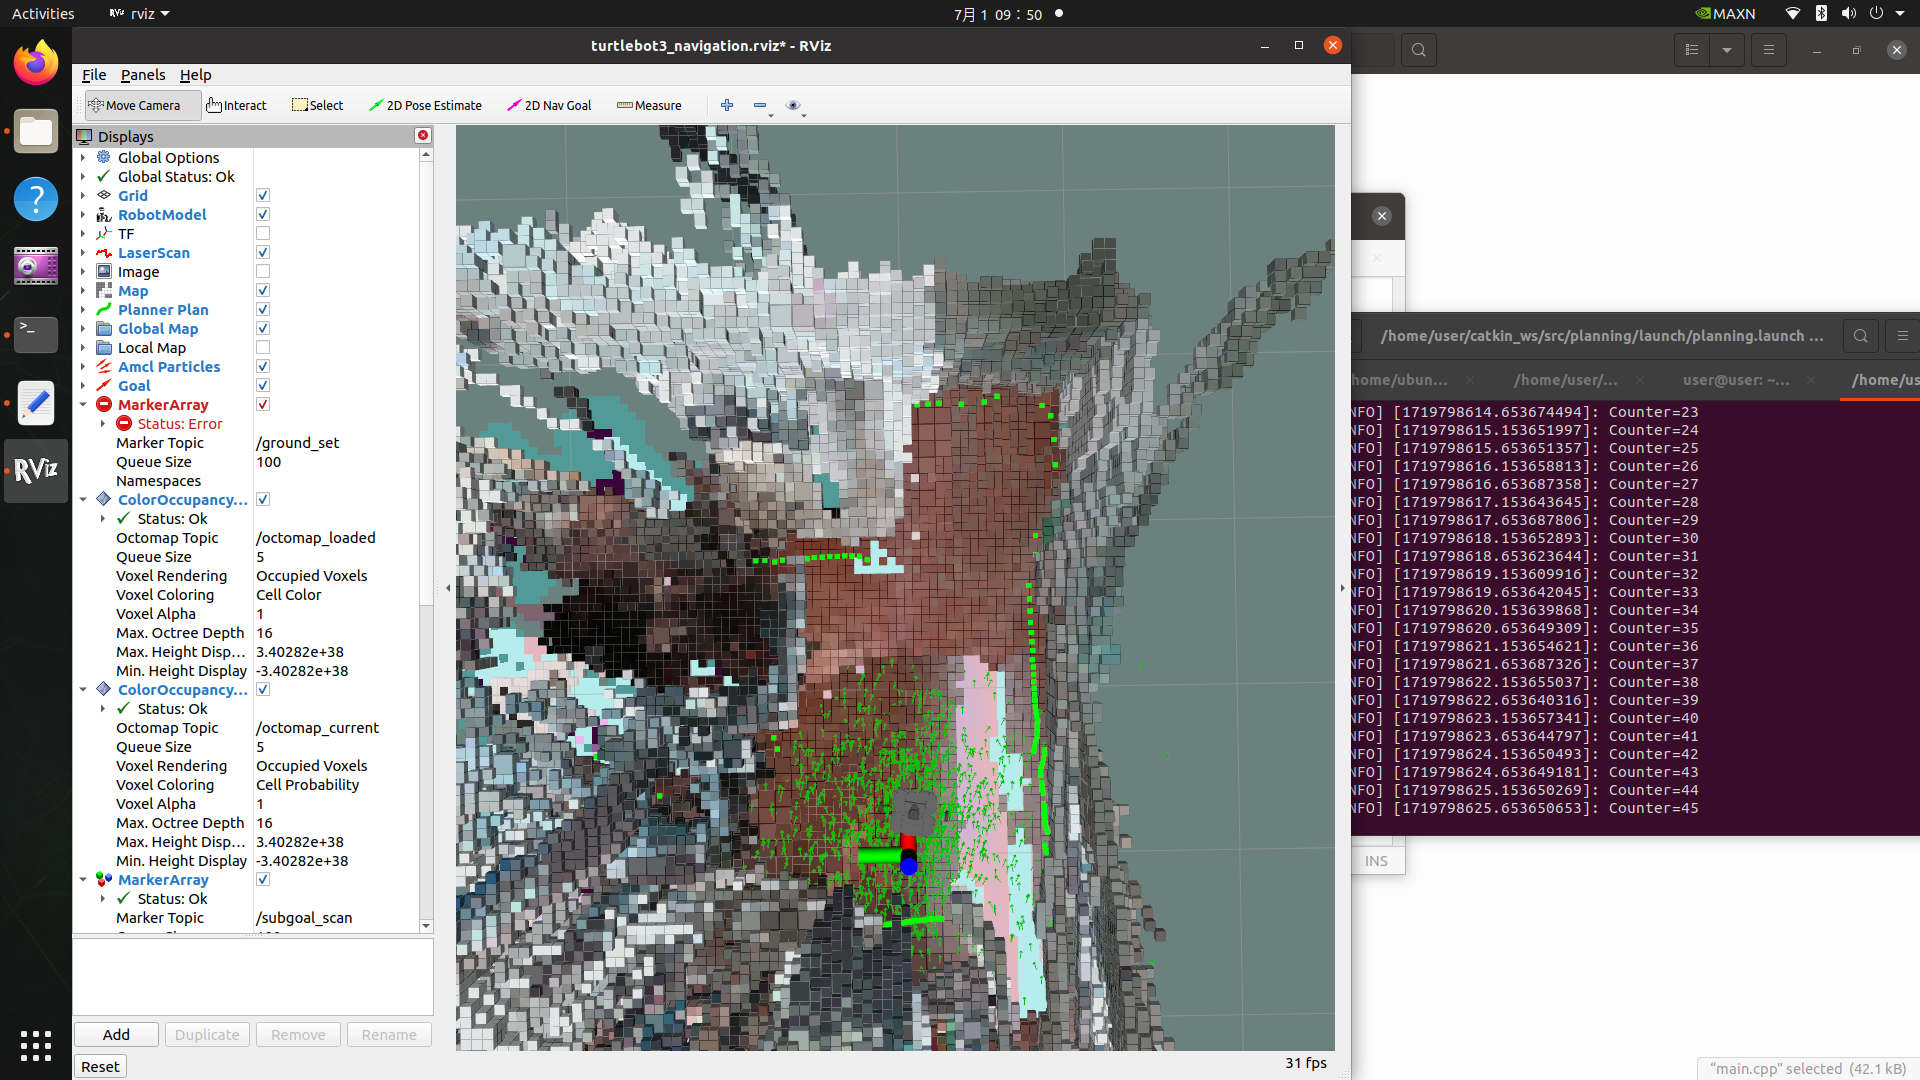 Activities
rviz
7月 1 09：50
MAXN
turtlebot3_navigation.rviz* - RViz
File Panels Help
Move Camera Interact Select 2D Pose Estimate 2D Nav Goal Measure
Displays
Global Options
Global Status: Ok
Grid
RobotModel
TF
LaserScan
Image
Map
Planner Plan
Global Map
Local Map
Amcl Particles
Goal
MarkerArray
Status: Error
Marker Topic /ground_set
Queue Size 100
Namespaces
ColorOccupancy...
Status: Ok
Octomap Topic /octomap_loaded
Queue Size 5
Voxel Rendering Occupied Voxels
Voxel Coloring Cell Color
Voxel Alpha 1
Max. Octree Depth 16
Max. Height Disp... 3.40282e+38
Min. Height Display -3.40282e+38
ColorOccupancy...
Status: Ok
Octomap Topic /octomap_current
Queue Size 5
Voxel Rendering Occupied Voxels
Voxel Coloring Cell Probability
Voxel Alpha 1
Max. Octree Depth 16
Max. Height Disp... 3.40282e+38
Min. Height Display -3.40282e+38
MarkerArray
Status: Ok
Marker Topic /subgoal_scan
Add Duplicate Remove Rename
Reset
31 fps
RViz
/home/user/catkin_ws/src/planning/launch/planning.launch ...
home/ubun... /home/user/... user@user: ~... /home/us
NFO] [1719798614.653674494]: Counter=23
NFO] [1719798615.153651997]: Counter=24
NFO] [1719798615.653651357]: Counter=25
NFO] [1719798616.153658813]: Counter=26
NFO] [1719798616.653687358]: Counter=27
NFO] [1719798617.153643645]: Counter=28
NFO] [1719798617.653687806]: Counter=29
NFO] [1719798618.153652893]: Counter=30
NFO] [1719798618.653623644]: Counter=31
NFO] [1719798619.153609916]: Counter=32
NFO] [1719798619.653642045]: Counter=33
NFO] [1719798620.153639868]: Counter=34
NFO] [1719798620.653649309]: Counter=35
NFO] [1719798621.153654621]: Counter=36
NFO] [1719798621.653687326]: Counter=37
NFO] [1719798622.153655037]: Counter=38
NFO] [1719798622.653640316]: Counter=39
NFO] [1719798623.153657341]: Counter=40
NFO] [1719798623.653644797]: Counter=41
NFO] [1719798624.153650493]: Counter=42
NFO] [1719798624.653649181]: Counter=43
NFO] [1719798625.153650269]: Counter=44
NFO] [1719798625.653650653]: Counter=45
INS
"main.cpp" selected (42.1 kB)